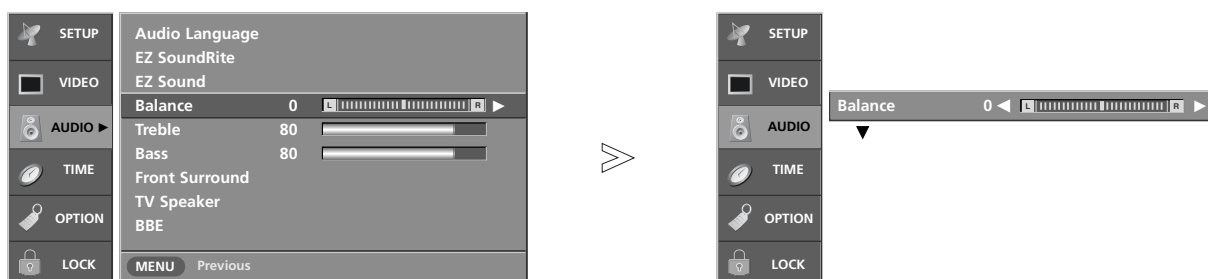 SETUP
VIDEO
AUDIO ►
TIME
OPTION
LOCK
Audio Language
EZ SoundRite
EZ Sound
Balance 0 L R ►
Treble 80
Bass 80
Front Surround
TV Speaker
BBE
MENU Previous
SETUP
VIDEO
AUDIO
TIME
OPTION
LOCK
Balance 0 ◄ L R ►
▼